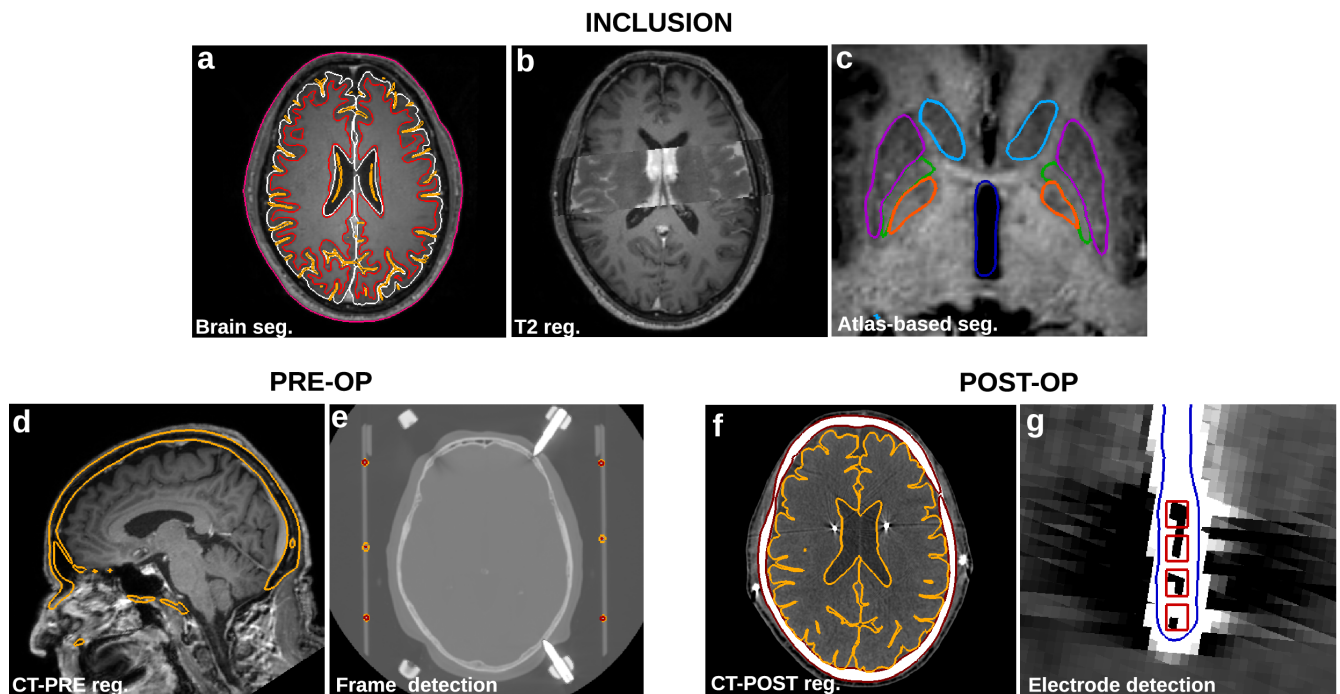 INCLUSION
a
b
c
Brain seg.
T2 reg.
Atlas-based seg.
PRE-OP
POST-OP
d
e
f
g
CT-PRE reg.
Frame detection
CT-POST reg.
Electrode detection